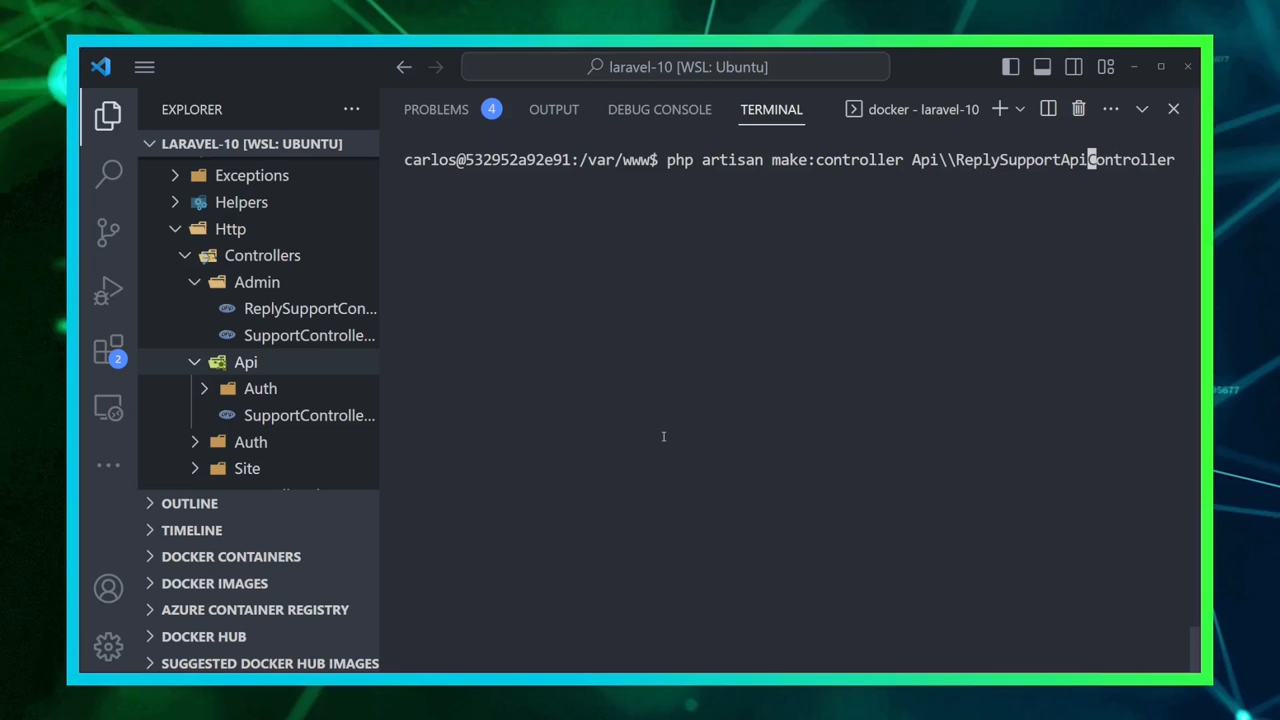 laravel-10 [WSL: Ubuntu]
EXPLORER
PROBLEMS 4 OUTPUT DEBUG CONSOLE TERMINAL docker - laravel-10
LARAVEL-10 [WSL: UBUNTU]
carlos@532952a92e91:/var/www$ php artisan make:controller Api\\ReplySupportApiController
Exceptions
Helpers
Http
Controllers
Admin
ReplySupportCon...
SupportControlle...
Api
Auth
SupportControlle...
Auth
Site
2
OUTLINE
TIMELINE
DOCKER CONTAINERS
DOCKER IMAGES
AZURE CONTAINER REGISTRY
DOCKER HUB
SUGGESTED DOCKER HUB IMAGES